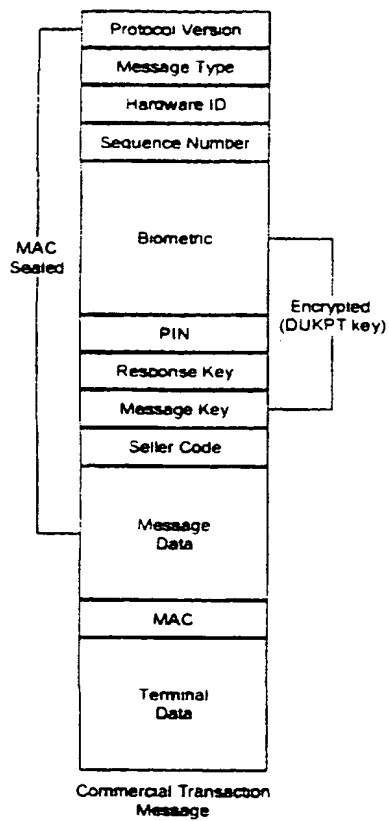 Protocol Version
Message Type
Hardware ID
Sequence Number
Biometric
MAC
Sealed
Encrypted
(DUKPT key)
PIN
Response Key
Message Key
Seller Code
Message
Data
MAC
Terminal
Data
Commercial Transaction
Message